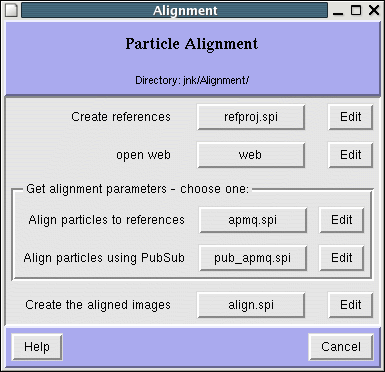 Alignment
Particle Alignment
Directory: jnk/Alignment/
Create references refproj.spi Edit
open web web Edit
Get alignment parameters - choose one:
Align particles to references apmq.spi Edit
Align particles using PubSub pub_apmq.spi Edit
Create the aligned images align.spi Edit
Help Cancel